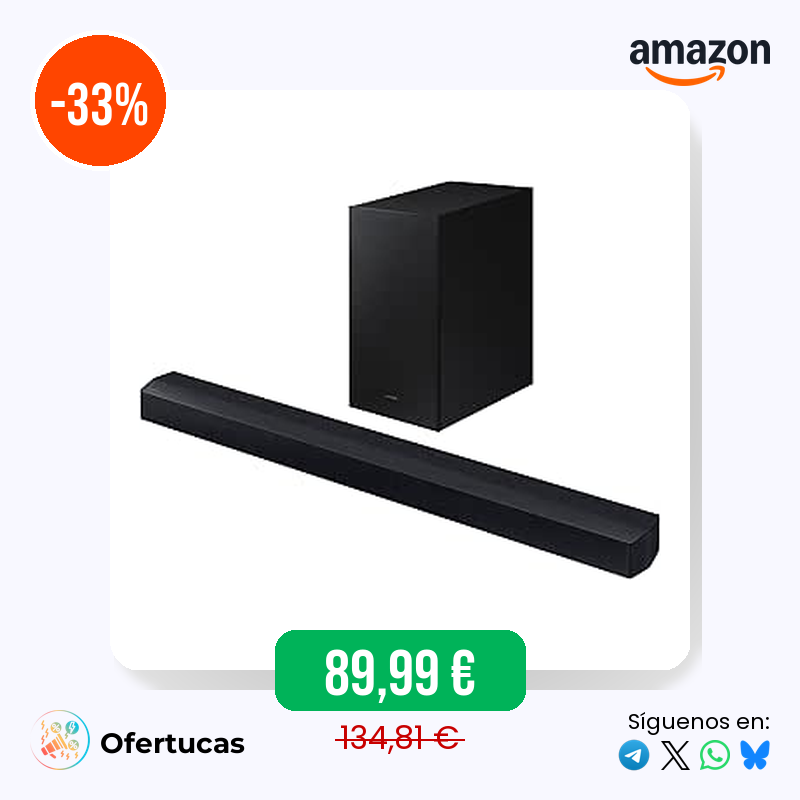 -33%
amazon
89,99 €
134,81 €
Ofertucas
Síguenos en: